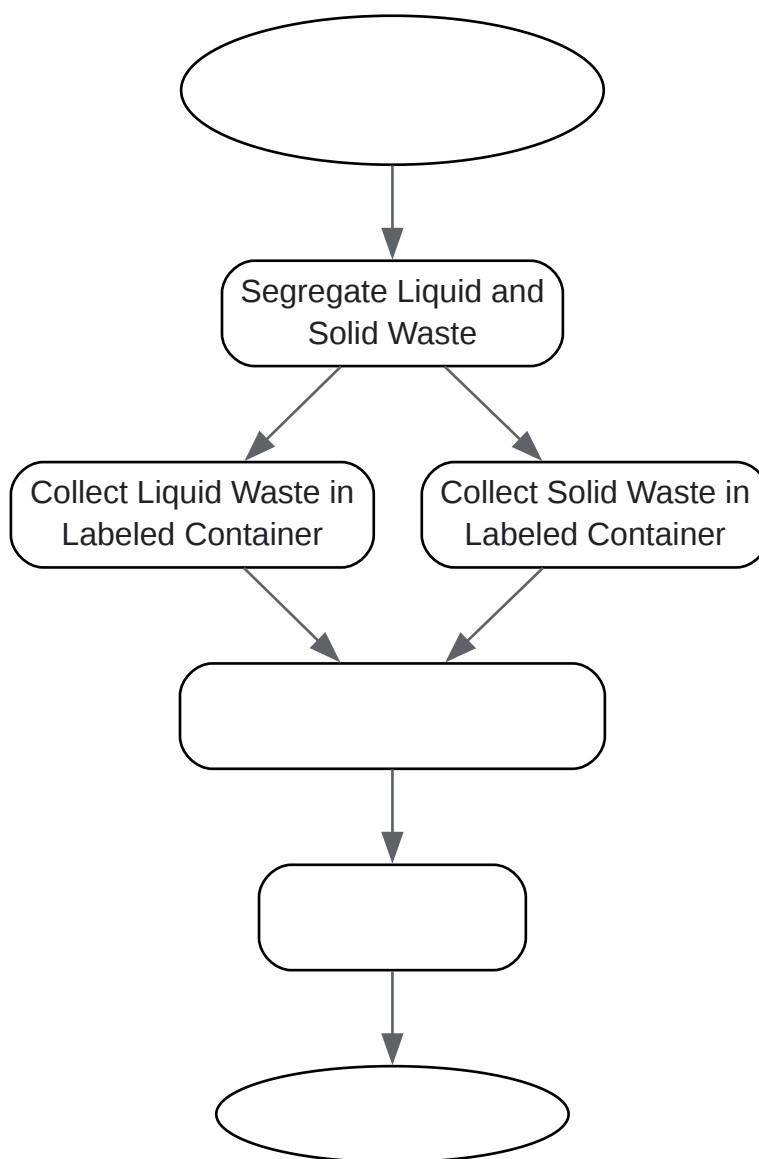 Segregate Liquid and
Solid Waste
Collect Liquid Waste in
Labeled Container
Collect Solid Waste in
Labeled Container